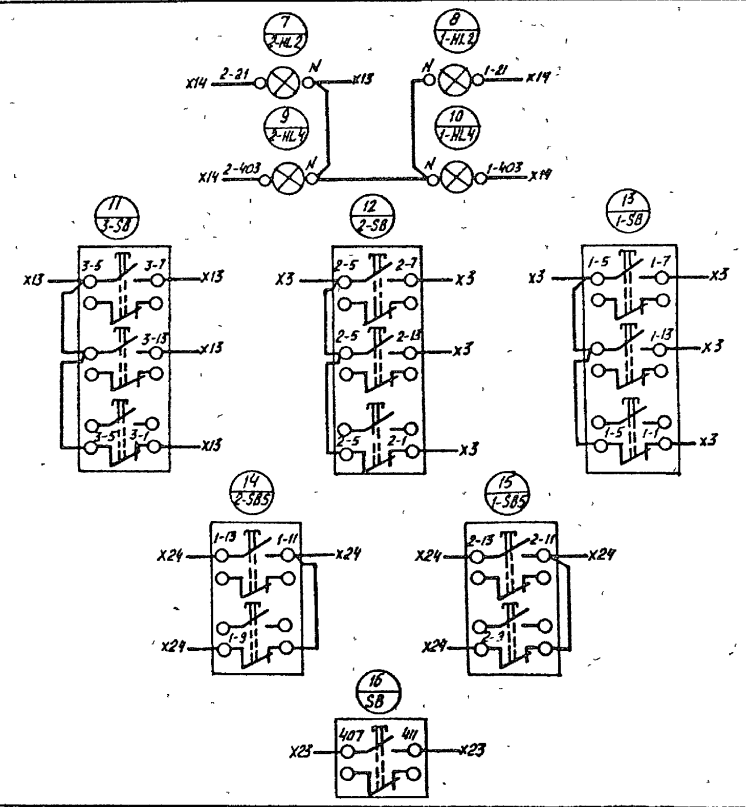 7
2-HL2
8
1-HL2
X14 2-21 N X13
N 1-21 X14
9
2-HL4
10
1-HL4
X14 2-403 N
N 1-403 X14
11
3-SB
12
2-SB
13
1-SB
X13 3-5 3-7 X13
X3 2-5 2-7 X3
X3 1-5 1-7 X3
3-13 X13
2-5 2-13 X3
1-13 X3
3-5 3-1 X13
2-5 2-1 X3
1-5 1-1 X3
14
2-SB5
15
1-SB5
X24 1-13 1-11 X24
X24 2-13 2-11 X24
X24 1-9
X24 2-9
16
SB
X23 407 411 X23